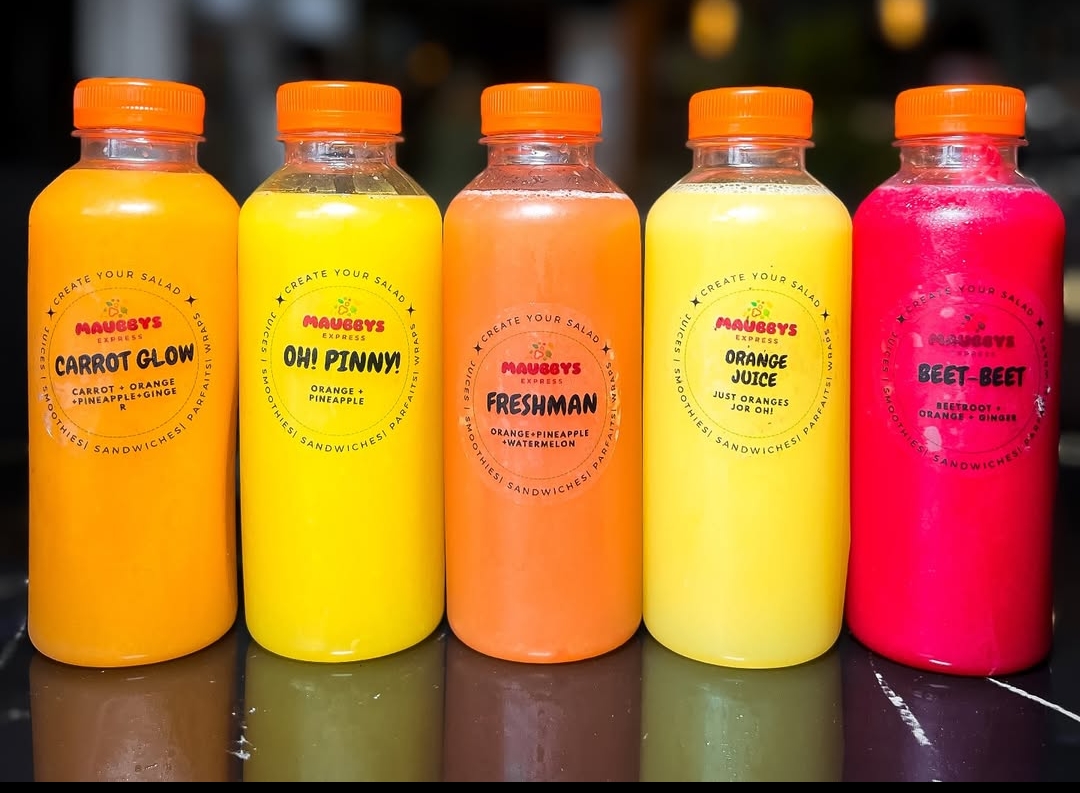 CREATE YOUR SALAD
MAUBBYS
EXPRESS
CARROT GLOW
CARROT + ORANGE
+PINEAPPLE+GINGE
R
JUICES | SMOOTHIES| SANDWICHES| PARFAITS| WRAPS
CREATE YOUR SALAD
MAUBBYS
EXPRESS
OH! PINNY!
ORANGE +
PINEAPPLE
JUICES | SMOOTHIES| SANDWICHES| PARFAITS| WRAPS
CREATE YOUR SALAD
MAUBBYS
EXPRESS
FRESHMAN
ORANGE+PINEAPPLE
+WATERMELON
JUICES | SMOOTHIES| SANDWICHES| PARFAITS| WRAPS
CREATE YOUR SALAD
MAUBBYS
EXPRESS
ORANGE
JUICE
JUST ORANGES
JOR OH!
JUICES | SMOOTHIES| SANDWICHES| PARFAITS| WRAPS
CREATE YOUR SALAD
MAUBBYS
EXPRESS
BEET-BEET
BEETROOT +
ORANGE + GINGER
JUICES | SMOOTHIES| SANDWICHES| PARFAITS| WRAPS